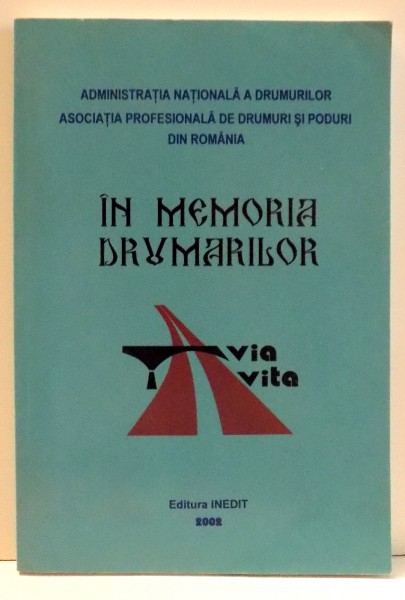 ADMINISTRAȚIA NAȚIONALĂ A DRUMURILOR
ASOCIAȚIA PROFESIONALĂ DE DRUMURI ȘI PODURI
DIN ROMÂNIA
ÎN MEMORIA
DRUMARILOR
via
vita
Editura INEDIT
2002